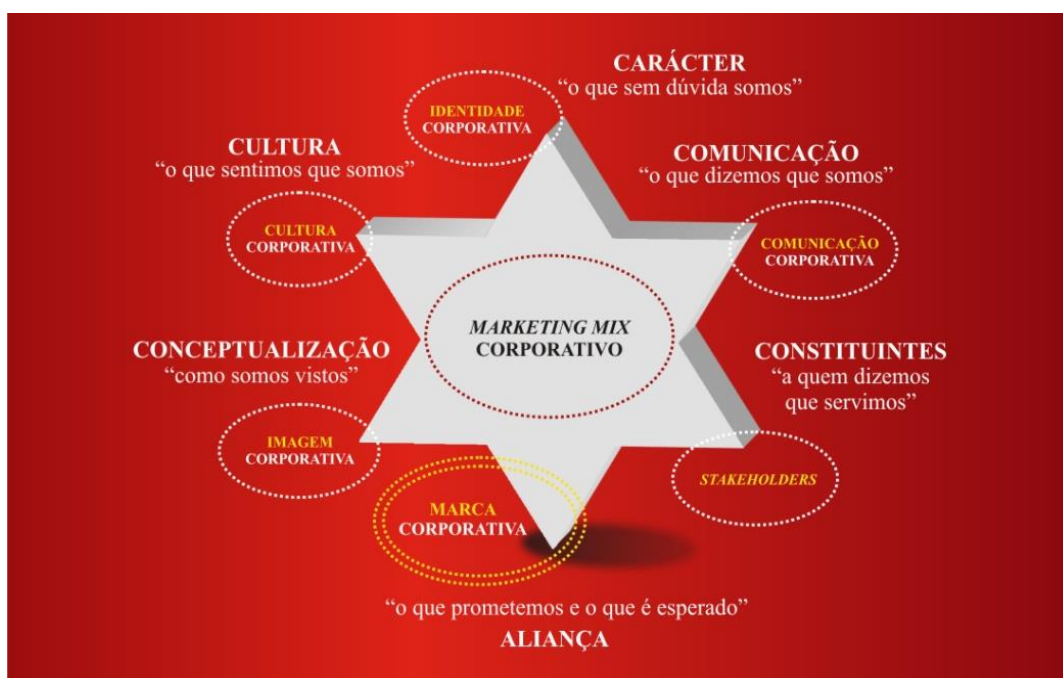 CARÁCTER
“o que sem dúvida somos”
IDENTIDADE
CORPORATIVA
CULTURA
“o que sentimos que somos”
COMUNICAÇÃO
“o que dizemos que somos”
CULTURA
CORPORATIVA
COMUNICAÇÃO
CORPORATIVA
MARKETING MIX
CORPORATIVO
CONCEPTUALIZAÇÃO
“como somos vistos”
CONSTITUINTES
“a quem dizemos
que servimos”
IMAGEM
CORPORATIVA
STAKEHOLDERS
MARCA
CORPORATIVA
“o que prometemos e o que é esperado”
ALIANÇA